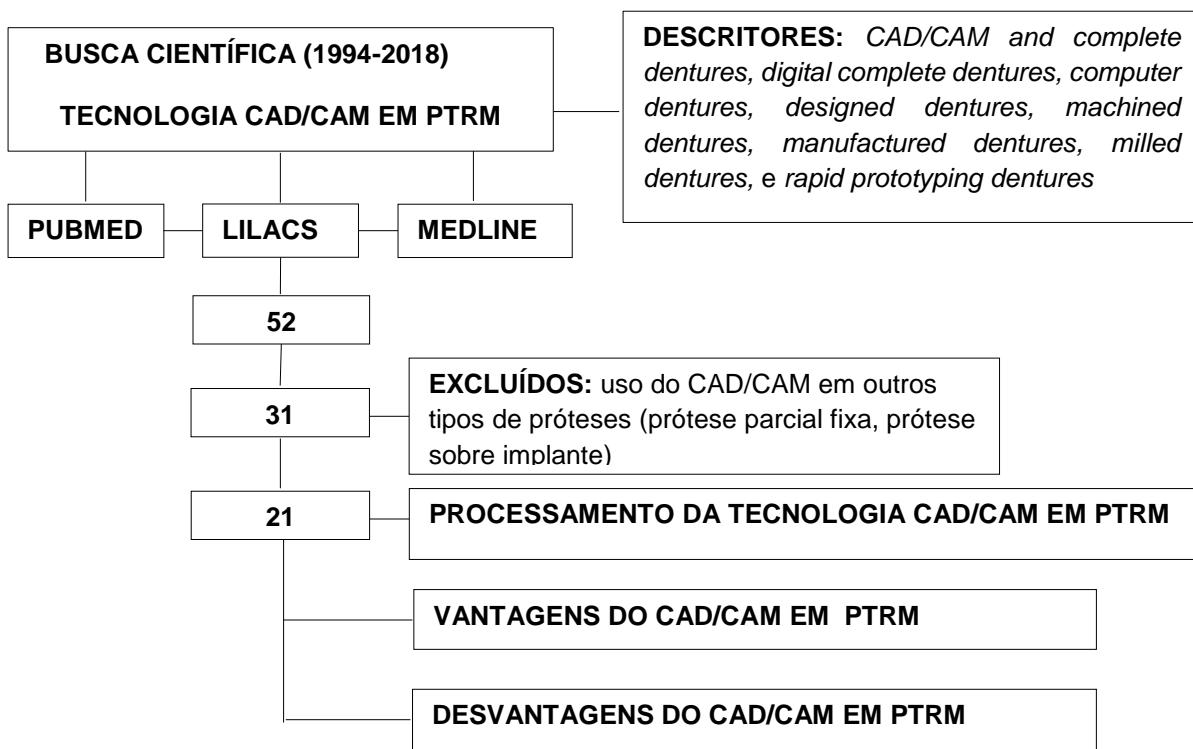 BUSCA CIENTÍFICA (1994-2018)
TECNOLOGIA CAD/CAM EM PTRM
DESCRITORES: CAD/CAM and complete
dentures, digital complete dentures, computer
dentures, designed dentures, machined
dentures, manufactured dentures, milled
dentures, e rapid prototyping dentures
PUBMED
LILACS
MEDLINE
52
31
EXCLUÍDOS: uso do CAD/CAM em outros
tipos de próteses (prótese parcial fixa, prótese
sobre implante)
21
PROCESSAMENTO DA TECNOLOGIA CAD/CAM EM PTRM
VANTAGENS DO CAD/CAM EM PTRM
DESVANTAGENS DO CAD/CAM EM PTRM